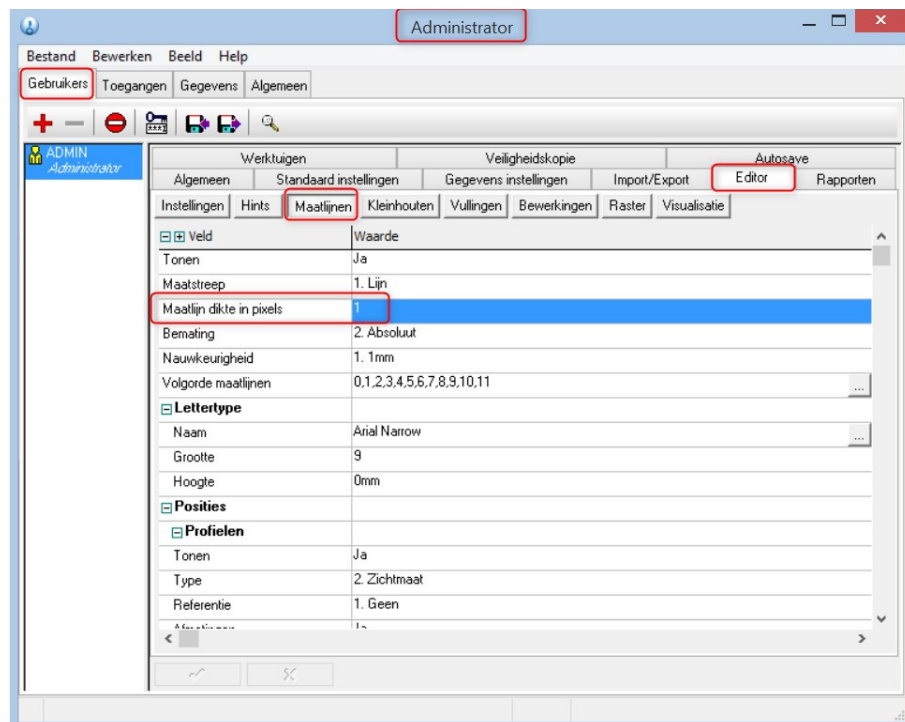 Administrator
Bestand Bewerken Beeld Help
Gebruikers Toegangen Gegevens Algemeen
ADMIN
Administrator
Werktuigen Veiligheidskopie Autosave
Algemeen Standaard instellingen Gegevens instellingen Import/Export Editor Rapporten
Instellingen Hints Maatlijnen Kleinhouten Vullingen Bewerkingen Raster Visualisatie
Veld Waarde
Tonen Ja
Maatstreep 1. Lijn
Maatlijn dikte in pixels 1
Bemating 2. Absoluut
Nauwkeurigheid 1. 1mm
Volgorde maatlijnen 0,1,2,3,4,5,6,7,8,9,10,11 ...
Lettertype
Naam Arial Narrow ...
Grootte 9
Hoogte 0mm
Posities
Profielen
Tonen Ja
Type 2. Zichtmaat
Referentie 1. Geen